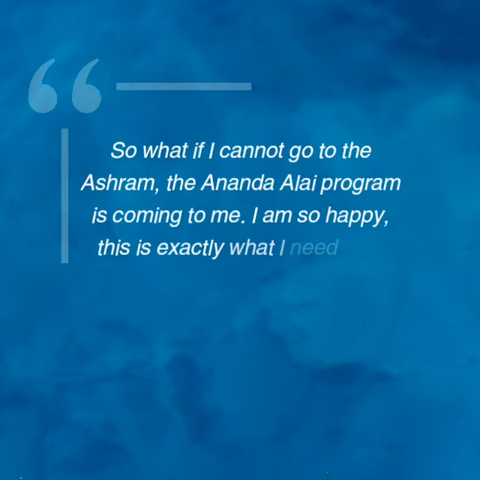 So what if I cannot go to the
Ashram, the Ananda Alai program
is coming to me. I am so happy,
this is exactly what I need